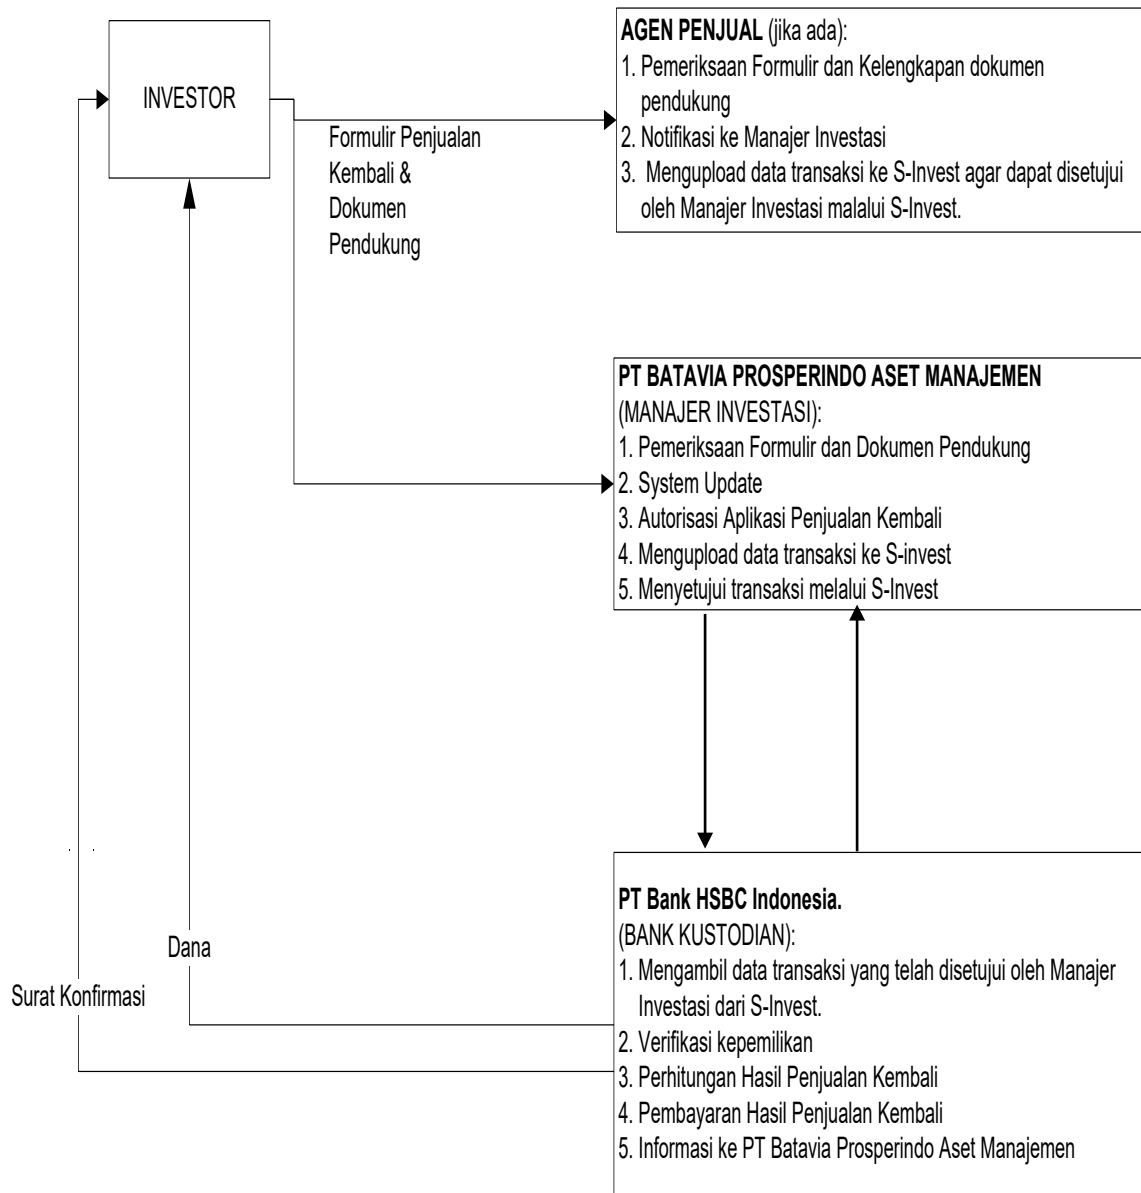 INVESTOR
Formulir Penjualan
Kembali &
Dokumen
Pendukung
AGEN PENJUAL (jika ada):
1. Pemeriksaan Formulir dan Kelengkapan dokumen
pendukung
2. Notifikasi ke Manajer Investasi
3. Mengupload data transaksi ke S-Invest agar dapat disetujui
oleh Manajer Investasi malalui S-Invest.
PT BATAVIA PROSPERINDO ASET MANAJEMEN
(MANAJER INVESTASI):
1. Pemeriksaan Formulir dan Dokumen Pendukung
2. System Update
3. Autorisasi Aplikasi Penjualan Kembali
4. Mengupload data transaksi ke S-invest
5. Menyetujui transaksi melalui S-Invest
Dana
Surat Konfirmasi
PT Bank HSBC Indonesia.
(BANK KUSTODIAN):
1. Mengambil data transaksi yang telah disetujui oleh Manajer
Investasi dari S-Invest.
2. Verifikasi kepemilikan
3. Perhitungan Hasil Penjualan Kembali
4. Pembayaran Hasil Penjualan Kembali
5. Informasi ke PT Batavia Prosperindo Aset Manajemen